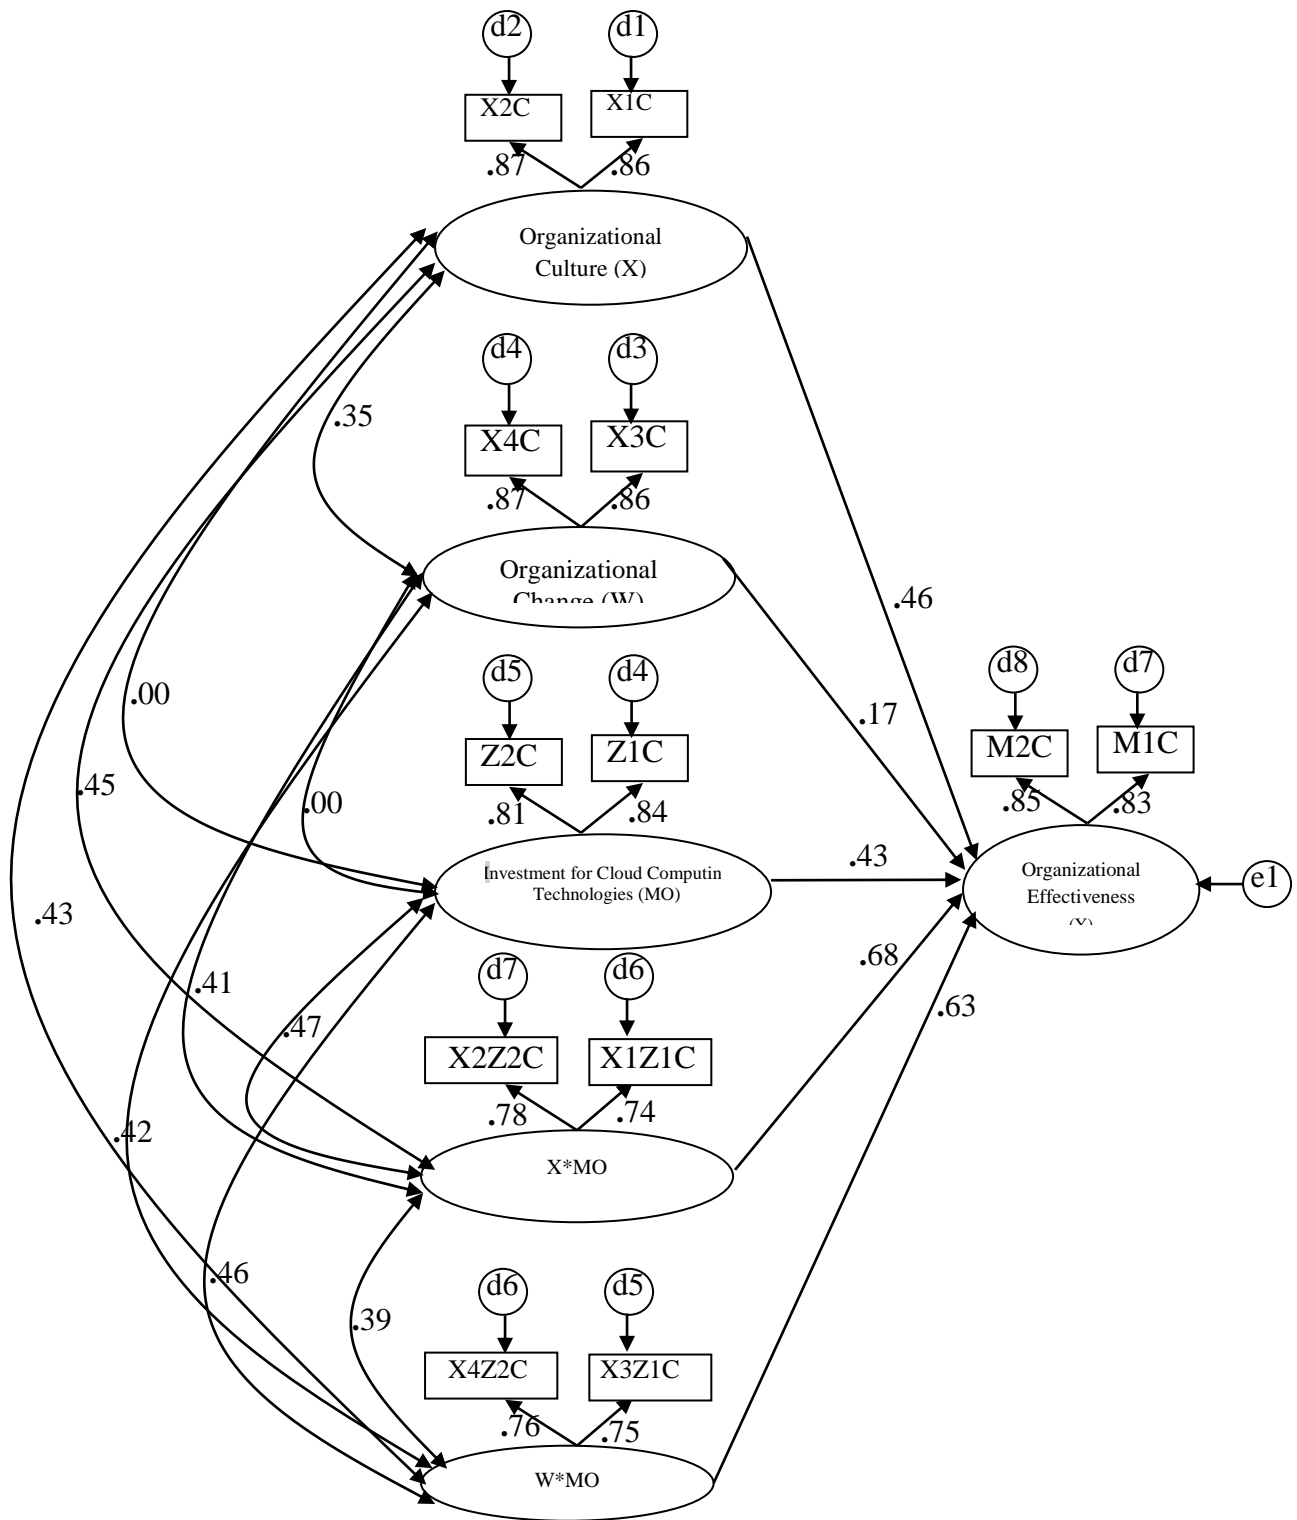 d2
d1
X2C
X1C
.87
.86
Organizational
Culture (X)
d4
d3
.35
X4C
X3C
.87
.86
Organizational
Change (W)
.46
d5
d4
d8
d7
.00
.17
Z2C
Z1C
M2C
M1C
.45
.00
.81
.84
.85
.83
Investment for Cloud Computin
Technologies (MO)
.43
Organizational
Effectiveness
e1
.43
.68
d7
d6
.41
.47
.63
X2Z2C
X1Z1C
.42
.78
.74
X*MO
.46
d6
d5
.39
X4Z2C
X3Z1C
.76
.75
W*MO